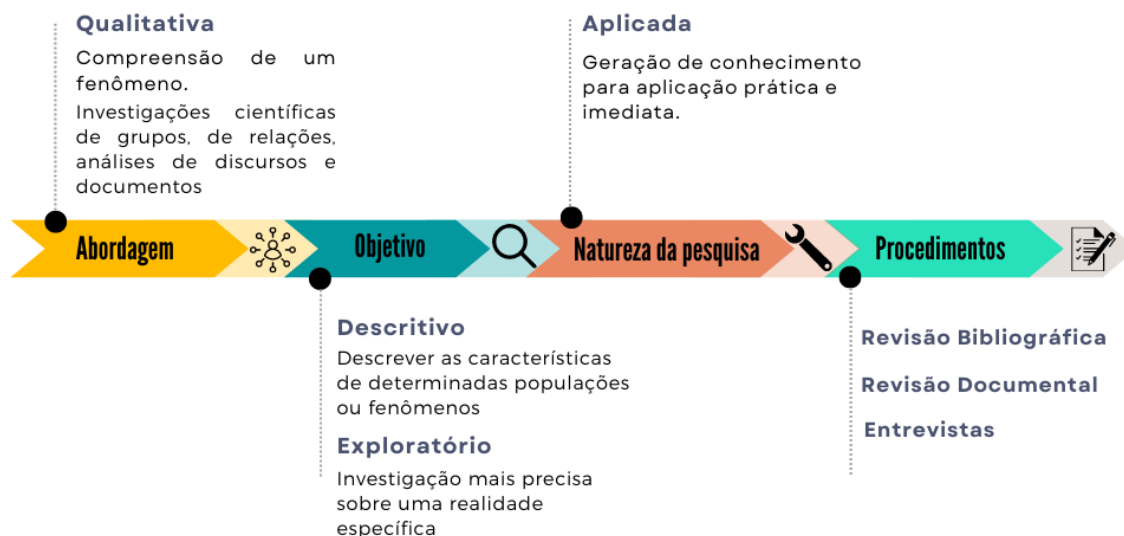 Qualitativa
Compreensão de um
fenômeno.
Investigações científicas
de grupos, de relações,
análises de discursos e
documentos
Aplicada
Geração de conhecimento
para aplicação prática e
imediata.
Abordagem
Objetivo
Natureza da pesquisa
Procedimentos
Descritivo
Descrever as características
de determinadas populações
ou fenômenos
Exploratório
Investigação mais precisa
sobre uma realidade
específica
Revisão Bibliográfica
Revisão Documental
Entrevistas